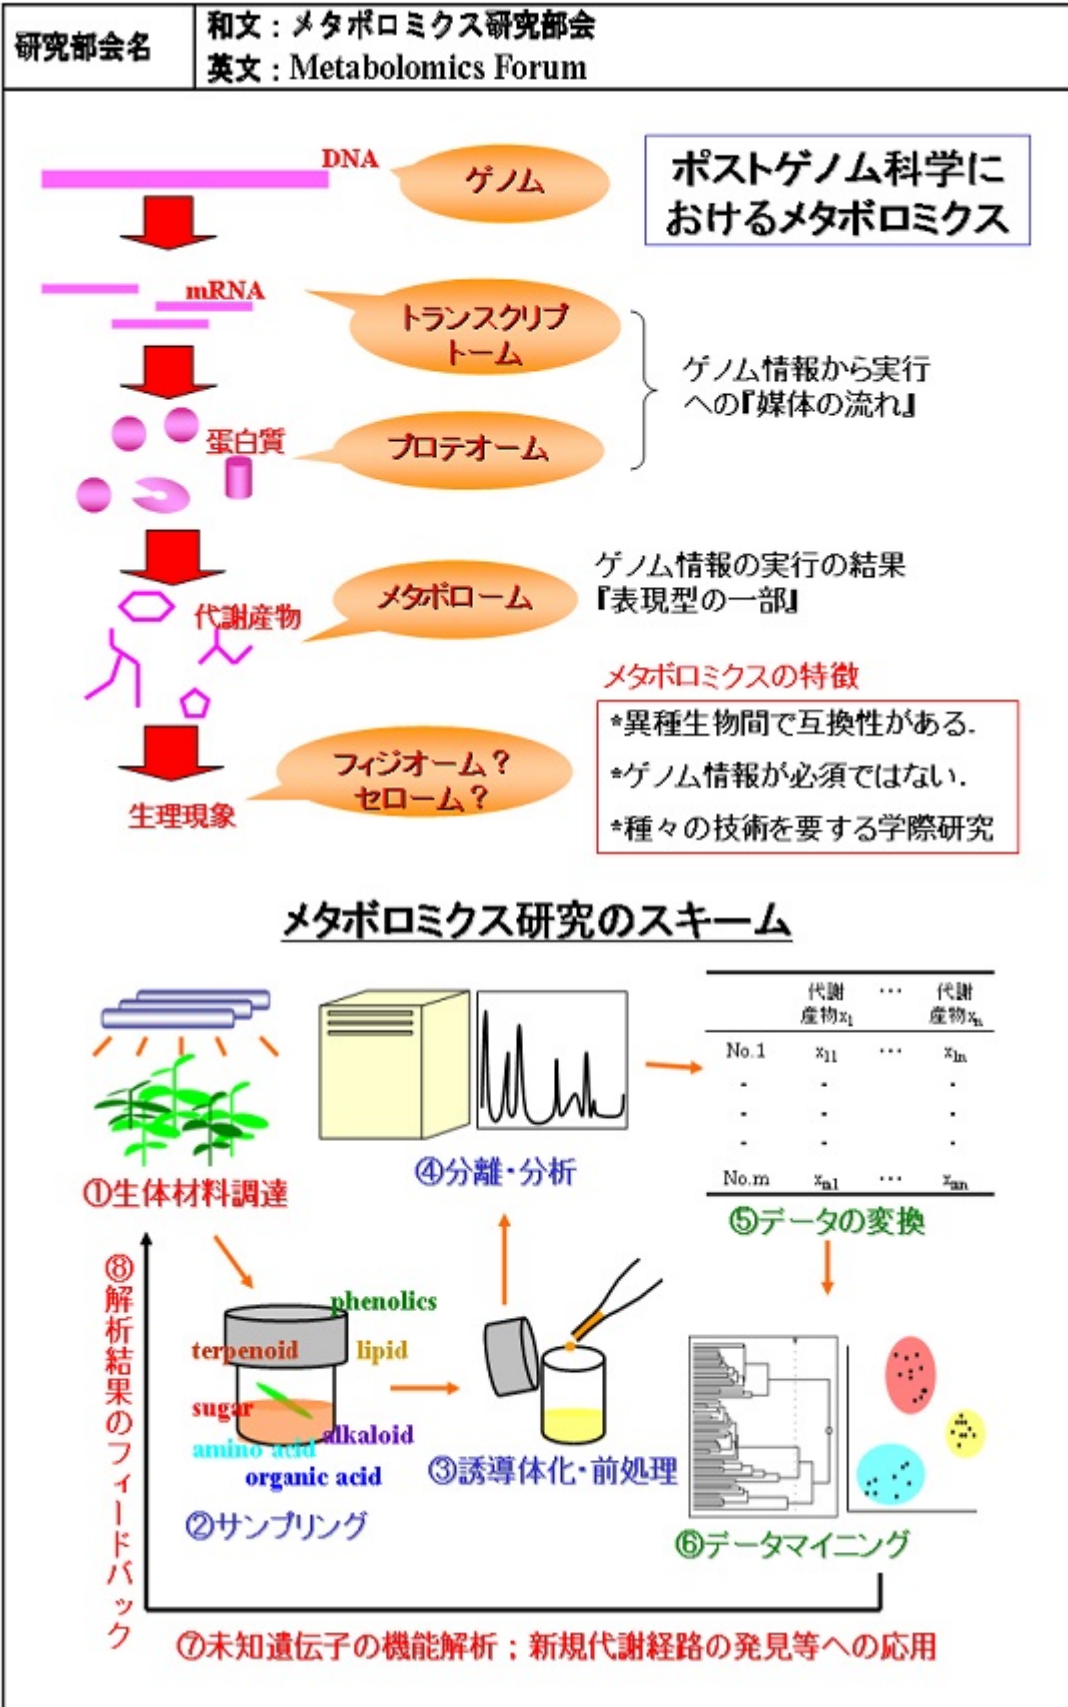 研究部会名
和文：メタボロミクス研究部会
英文：Metabolomics Forum
DNA
ゲノム
ポストゲノム科学に
おけるメタボロミクス
mRNA
トランスクリプ
トーム
ゲノム情報から実行
への『媒体の流れ』
蛋白質
プロテオーム
代謝産物
メタボローム
ゲノム情報の実行の結果
『表現型の一部』
メタボロミクスの特徴
*異種生物間で互換性がある.
*ゲノム情報が必須ではない.
*種々の技術を要する学際研究
フィジオーム？
セローム？
生理現象
メタボロミクス研究のスキーム
①生体材料調達
④分離・分析
代謝 … 代謝
産物x1 産物xn
No.1 x11 … x1n
No.m xm1 … xmn
⑤データの変換
phenolics
terpenoid
lipid
sugar
alkaloid
amino acid
organic acid
②サンプリング
③誘導体化・前処理
⑥データマイニング
⑦未知遺伝子の機能解析；新規代謝経路の発見等への応用
⑧解析結果のフィードバック